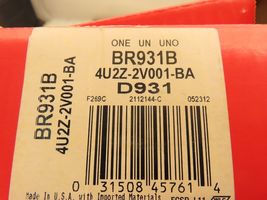 ONE UN UNO
BR931B
4U2Z-2V001-BA
D931
F269C 2112144-C 052312
BR931B
4U2Z-2V001-BA
0 31508 45761 4
Made In U.S.A. with Imported Materials